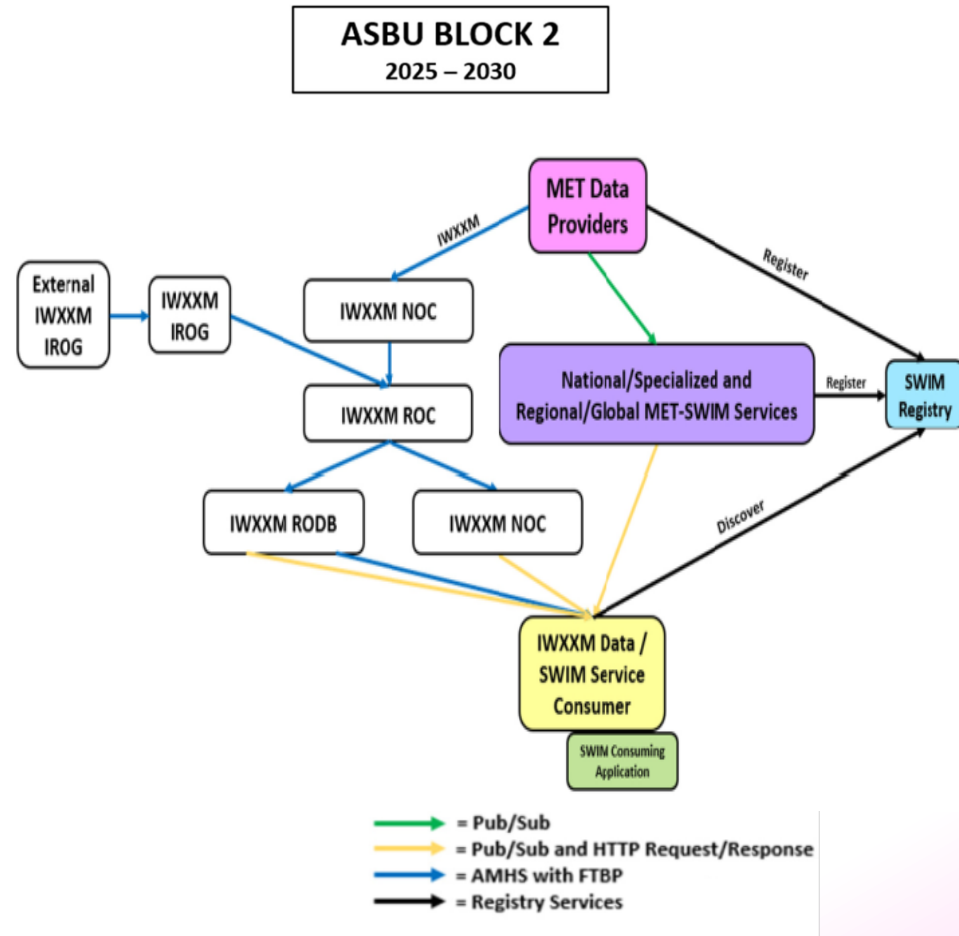 ASBU BLOCK 2
2025 – 2030
MET Data
Providers
IWXXM
Register
External
IWXXM
IROG
IWXXM
IROG
IWXXM NOC
National/Specialized and
Regional/Global MET-SWIM Services
Register
SWIM
Registry
IWXXM ROC
IWXXM RODB
IWXXM NOC
Discover
IWXXM Data /
SWIM Service
Consumer
SWIM Consuming
Application
= Pub/Sub
= Pub/Sub and HTTP Request/Response
= AMHS with FTBP
= Registry Services